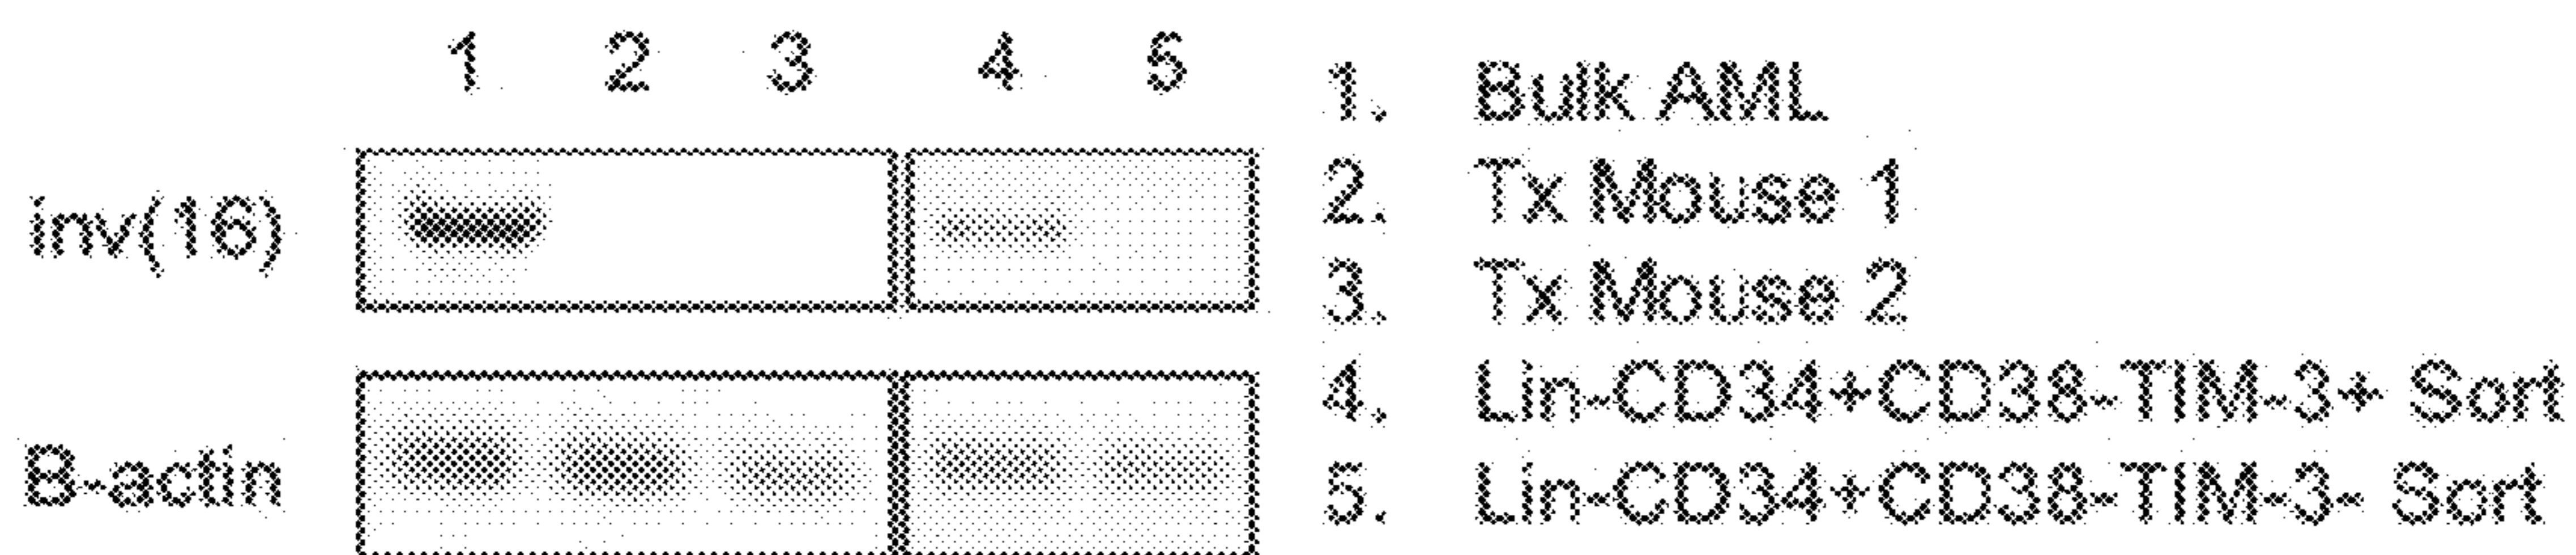 1 2 3 4 5
inv(16)
B-actin
1. Bulk AML
2. Tx Mouse 1
3. Tx Mouse 2
4. Lin-CD34+CD38-TIM-3+ Sort
5. Lin-CD34+CD38-TIM-3- Sort